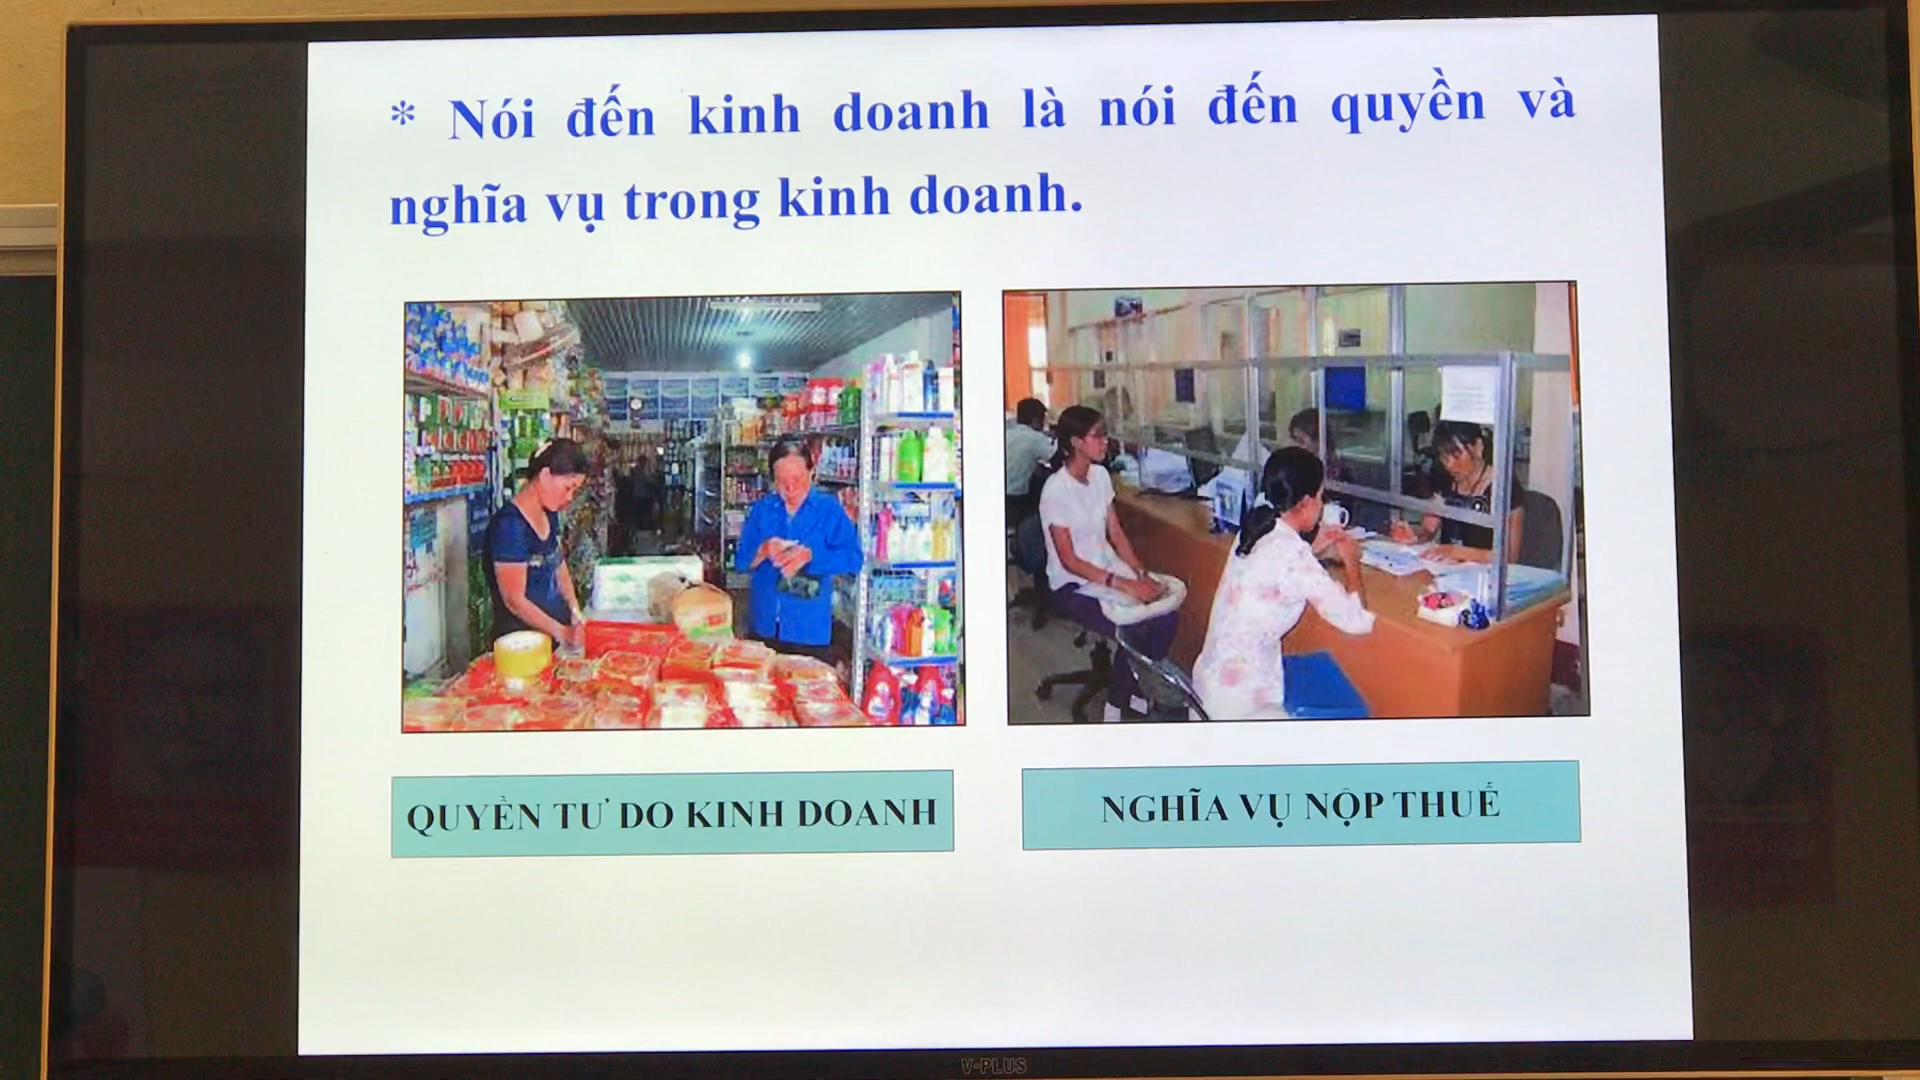 * Nói đến kinh doanh là nói đến quyền và
nghĩa vụ trong kinh doanh.
QUYỀN TƯ DO KINH DOANH
NGHĨA VỤ NỘP THUẾ
V-PLUS